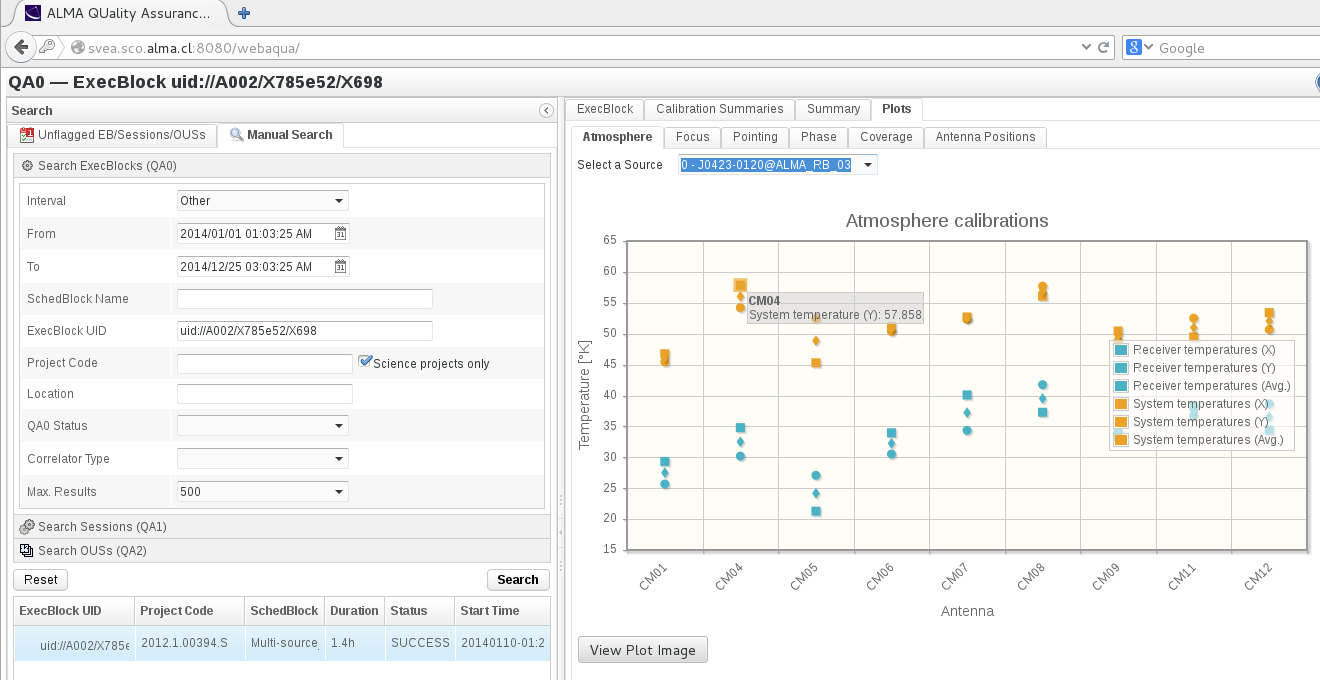 ALMA QUality Assuranc...
svea.sco.alma.cl:8080/webaqua/
Google
QA0 — ExecBlock uid://A002/X785e52/X698
Search
Unflagged EB/Sessions/OUSs
Manual Search
Search ExecBlocks (QA0)
Interval Other
From 2014/01/01 01:03:25 AM
To 2014/12/25 03:03:25 AM
SchedBlock Name
ExecBlock UID uid://A002/X785e52/X698
Project Code Science projects only
Location
QA0 Status
Correlator Type
Max. Results 500
Search Sessions (QA1)
Search OUSs (QA2)
Reset Search
ExecBlock UID Project Code SchedBlock Duration Status Start Time
uid://A002/X785e 2012.1.00394.S Multi-source_ 1.4h SUCCESS 20140110-01:2
ExecBlock Calibration Summaries Summary Plots
Atmosphere Focus Pointing Phase Coverage Antenna Positions
Select a Source 0 - J0423-0120@ALMA_RB_03
Atmosphere calibrations
65
60
55
50
45
40
35
30
25
20
15
Temperature [°K]
CM04
System temperature (Y): 57.858
Receiver temperatures (X)
Receiver temperatures (Y)
Receiver temperatures (Avg.)
System temperatures (X)
System temperatures (Y)
System temperatures (Avg.)
CM01 CM04 CM05 CM06 CM07 CM08 CM09 CM11 CM12
Antenna
View Plot Image